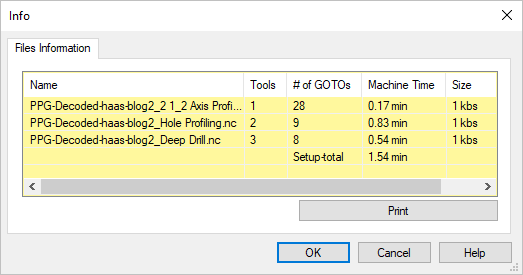 Info
Files Information
Name Tools # of GOTOs Machine Time Size
PPG-Decoded-haas-blog2_2 1_2 Axis Profi... 1 28 0.17 min 1 kbs
PPG-Decoded-haas-blog2_Hole Profiling.nc 2 9 0.83 min 1 kbs
PPG-Decoded-haas-blog2_Deep Drill.nc 3 8 0.54 min 1 kbs
Setup-total 1.54 min
Print
OK Cancel Help